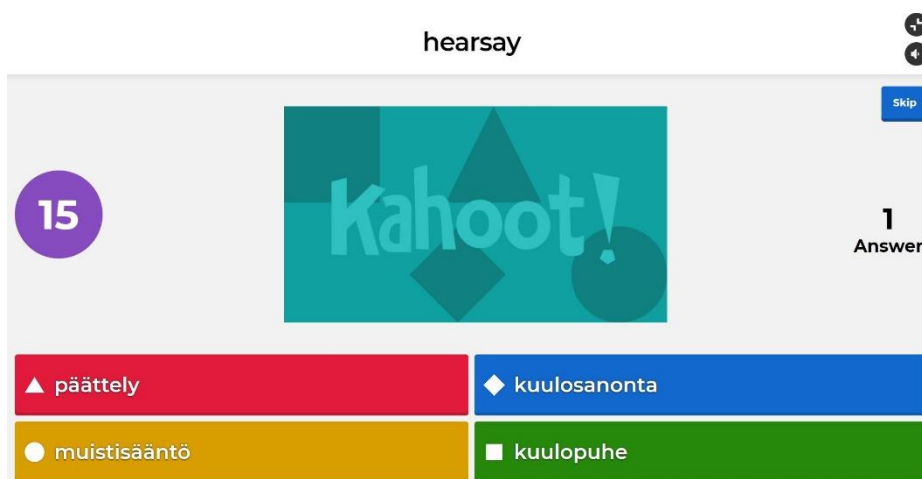 hearsay
Skip
15
Kahoot!
1
Answer
päättely
kuulosanonta
muistisääntö
kuulopuhe